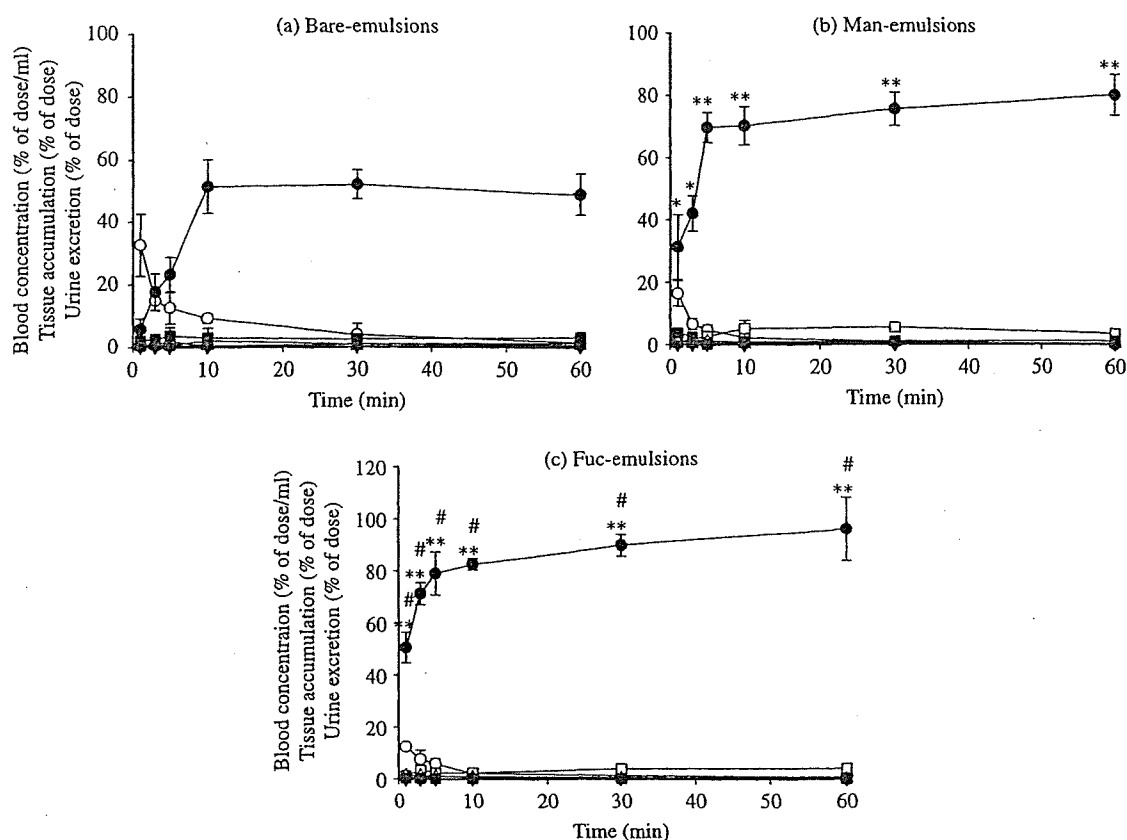 (a) Bare-emulsions
Blood concentration (% of dose/ml)
Tissue accumulation (% of dose)
Urine excretion (% of dose)
100
80
60
40
20
0
0 10 20 30 40 50 60
Time (min)
(b) Man-emulsions
100
80
60
40
20
0
* * ** ** ** **
0 10 20 30 40 50 60
Time (min)
(c) Fuc-emulsions
Blood concentraion (% of dose/ml)
Tissue accumulation (% of dose)
Urine excretion (% of dose)
120
100
80
60
40
20
0
# # # # # #
** ** ** ** ** **
0 10 20 30 40 50 60
Time (min)